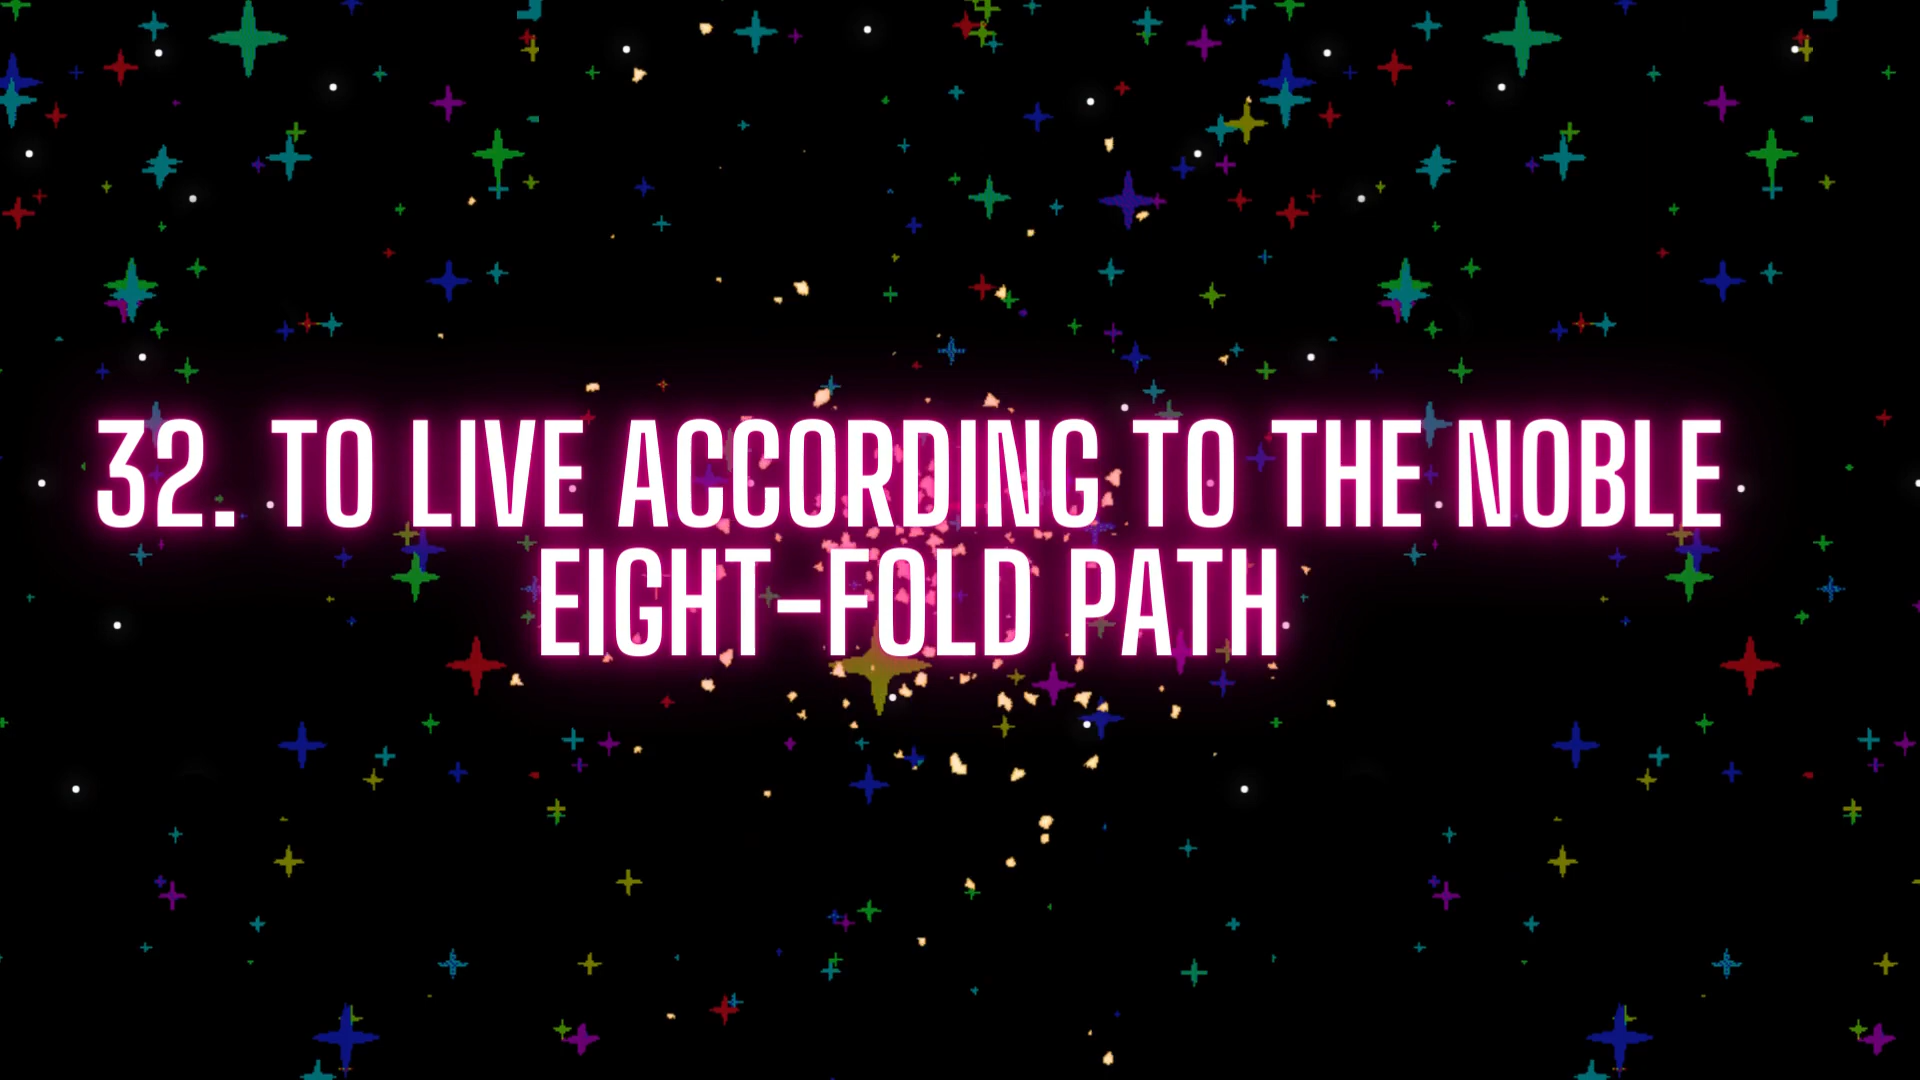 32. TO LIVE ACCORDING TO THE NOBLE
EIGHT-FOLD PATH